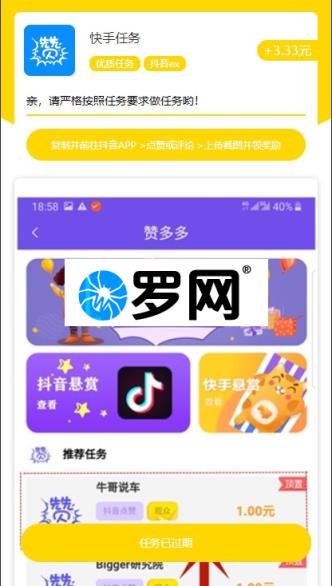 快手任务
+3.33元
优质任务 抖音ex
亲，请严格按照任务要求做任务哟！
复制并前往抖音APP >点赞或评论 >上传截图并领奖励
18:58
40%
赞多多
罗网®
抖音悬赏
查看
快手悬赏
查看
赞
推荐任务
置顶
牛哥说车
抖音点赞 观众
1.00元
任务已过期
置顶
Bigger研究院